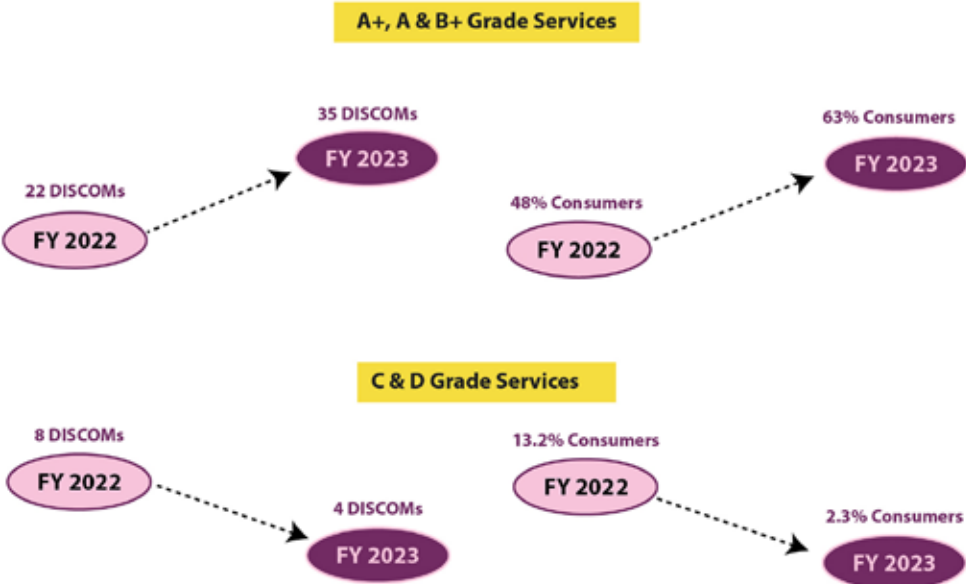 A+, A & B+ Grade Services
35 DISCOMs
FY 2023
22 DISCOMs
FY 2022
63% Consumers
FY 2023
48% Consumers
FY 2022
C & D Grade Services
8 DISCOMs
FY 2022
4 DISCOMs
FY 2023
13.2% Consumers
FY 2022
2.3% Consumers
FY 2023